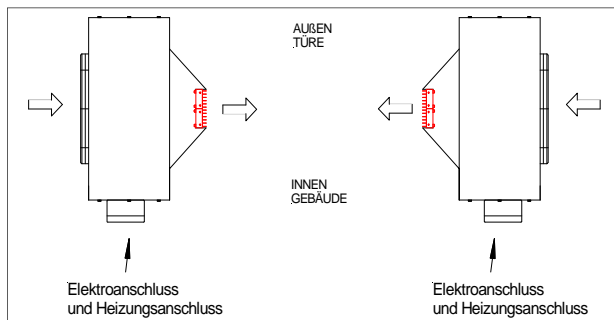 AUßEN
TÜRE
INNEN
GEBÄUDE
Elektroanschluss
und Heizungsanschluss
Elektroanschluss
und Heizungsanschluss